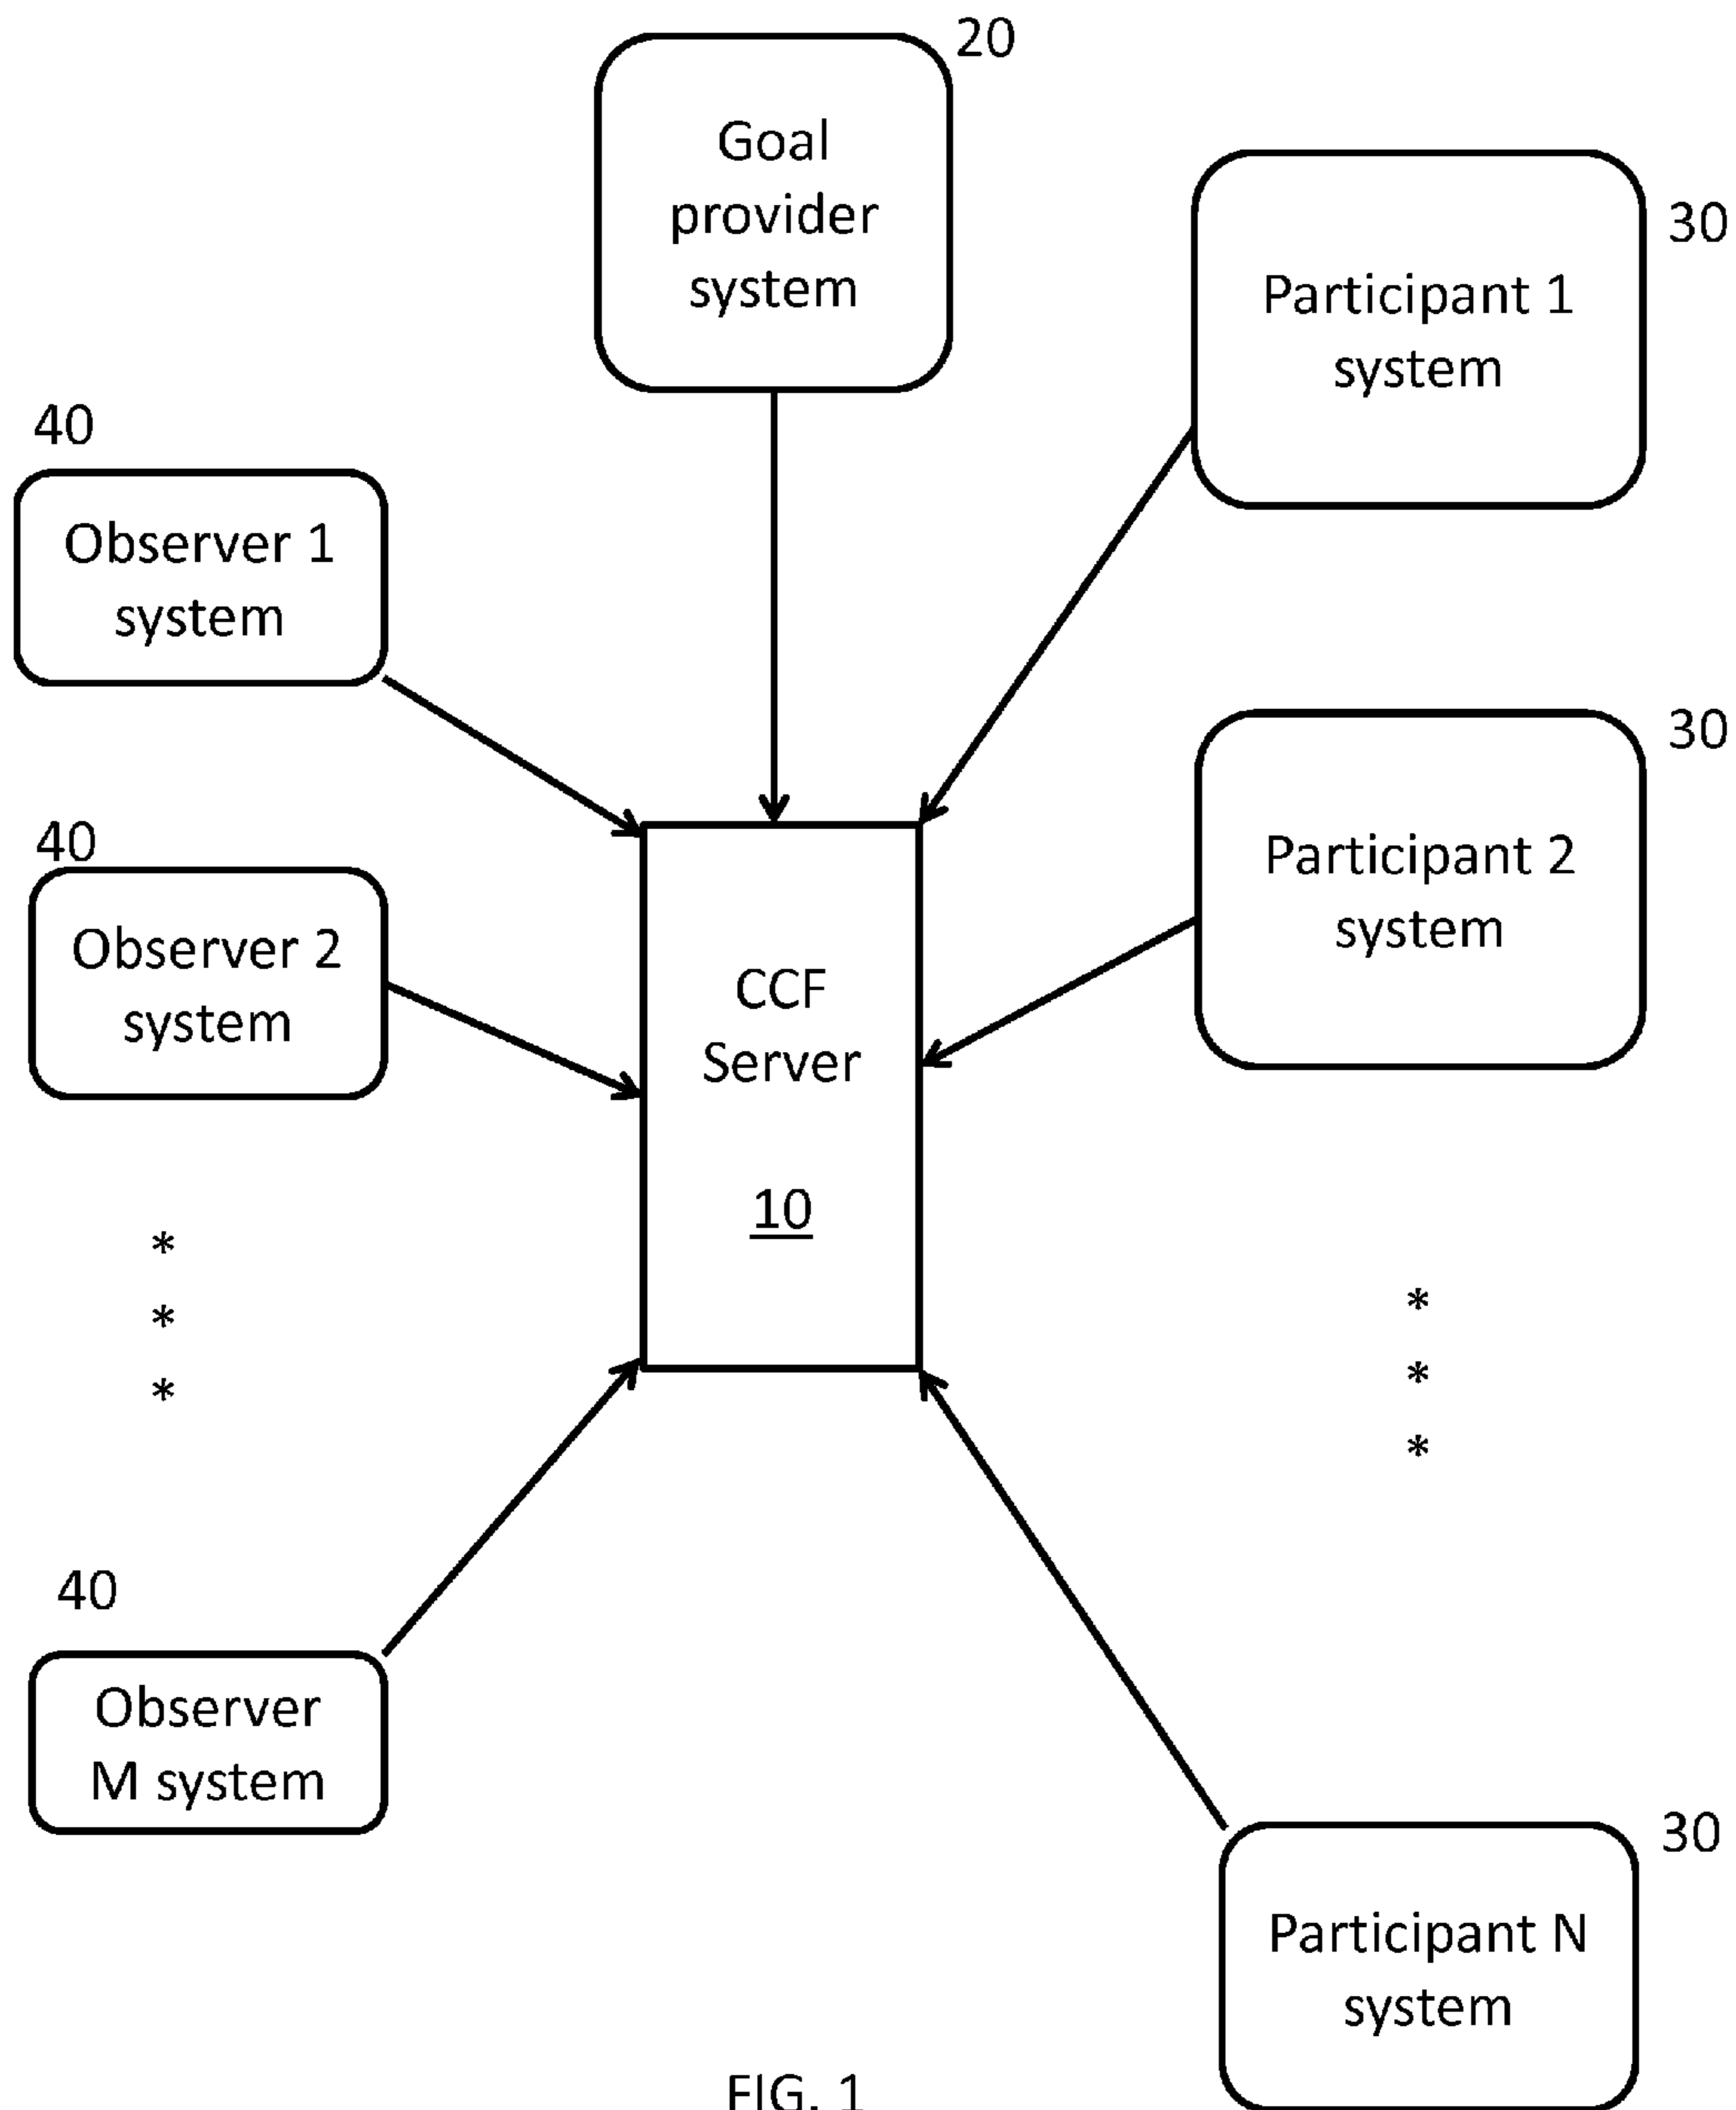 20
Goal
provider
system
30
Participant 1
system
40
Observer 1
system
30
Participant 2
system
40
Observer 2
system
CCF
Server
10
*
*
*
*
*
*
40
Observer
M system
30
Participant N
system
FIG. 1